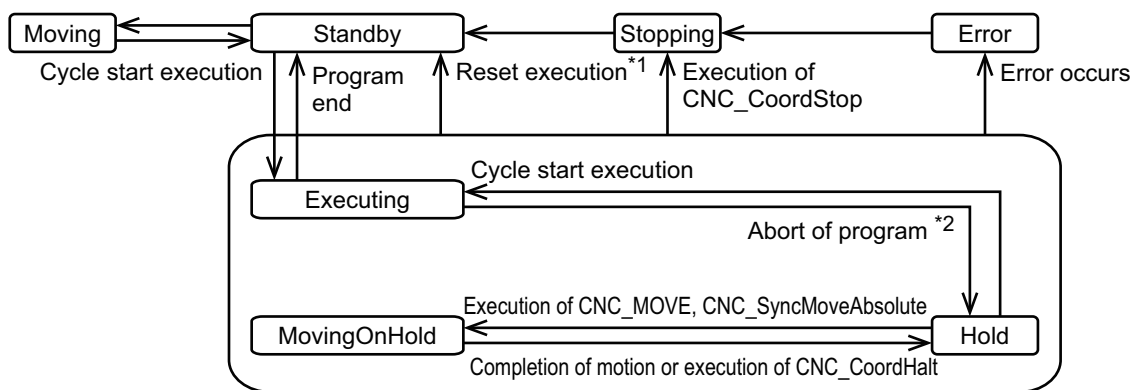 Moving
Standby
Stopping
Error
Cycle start execution
Program
end
Reset execution*1
Execution of
CNC_CoordStop
Error occurs
Cycle start execution
Executing
Abort of program *2
Execution of CNC_MOVE, CNC_SyncMoveAbsolute
MovingOnHold
Hold
Completion of motion or execution of CNC_CoordHalt